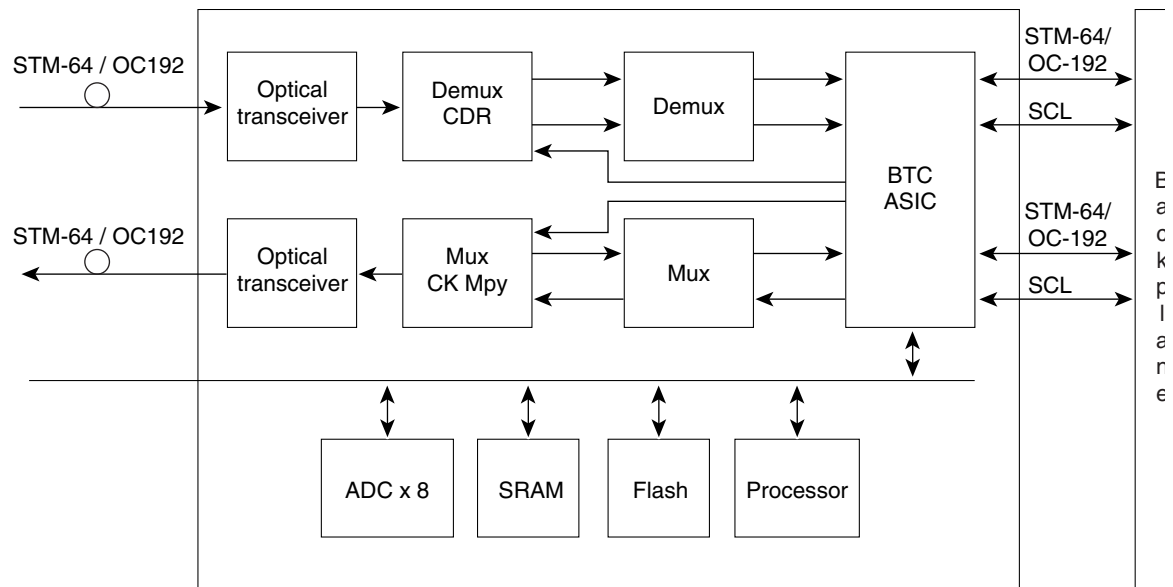 STM-64 / OC192
Optical
transceiver
Demux
CDR
Demux
BTC
ASIC
STM-64/
OC-192
SCL
STM-64 / OC192
Optical
transceiver
Mux
CK Mpy
Mux
STM-64/
OC-192
SCL
B
a
c
k
p
l
a
n
e
ADC x 8
SRAM
Flash
Processor